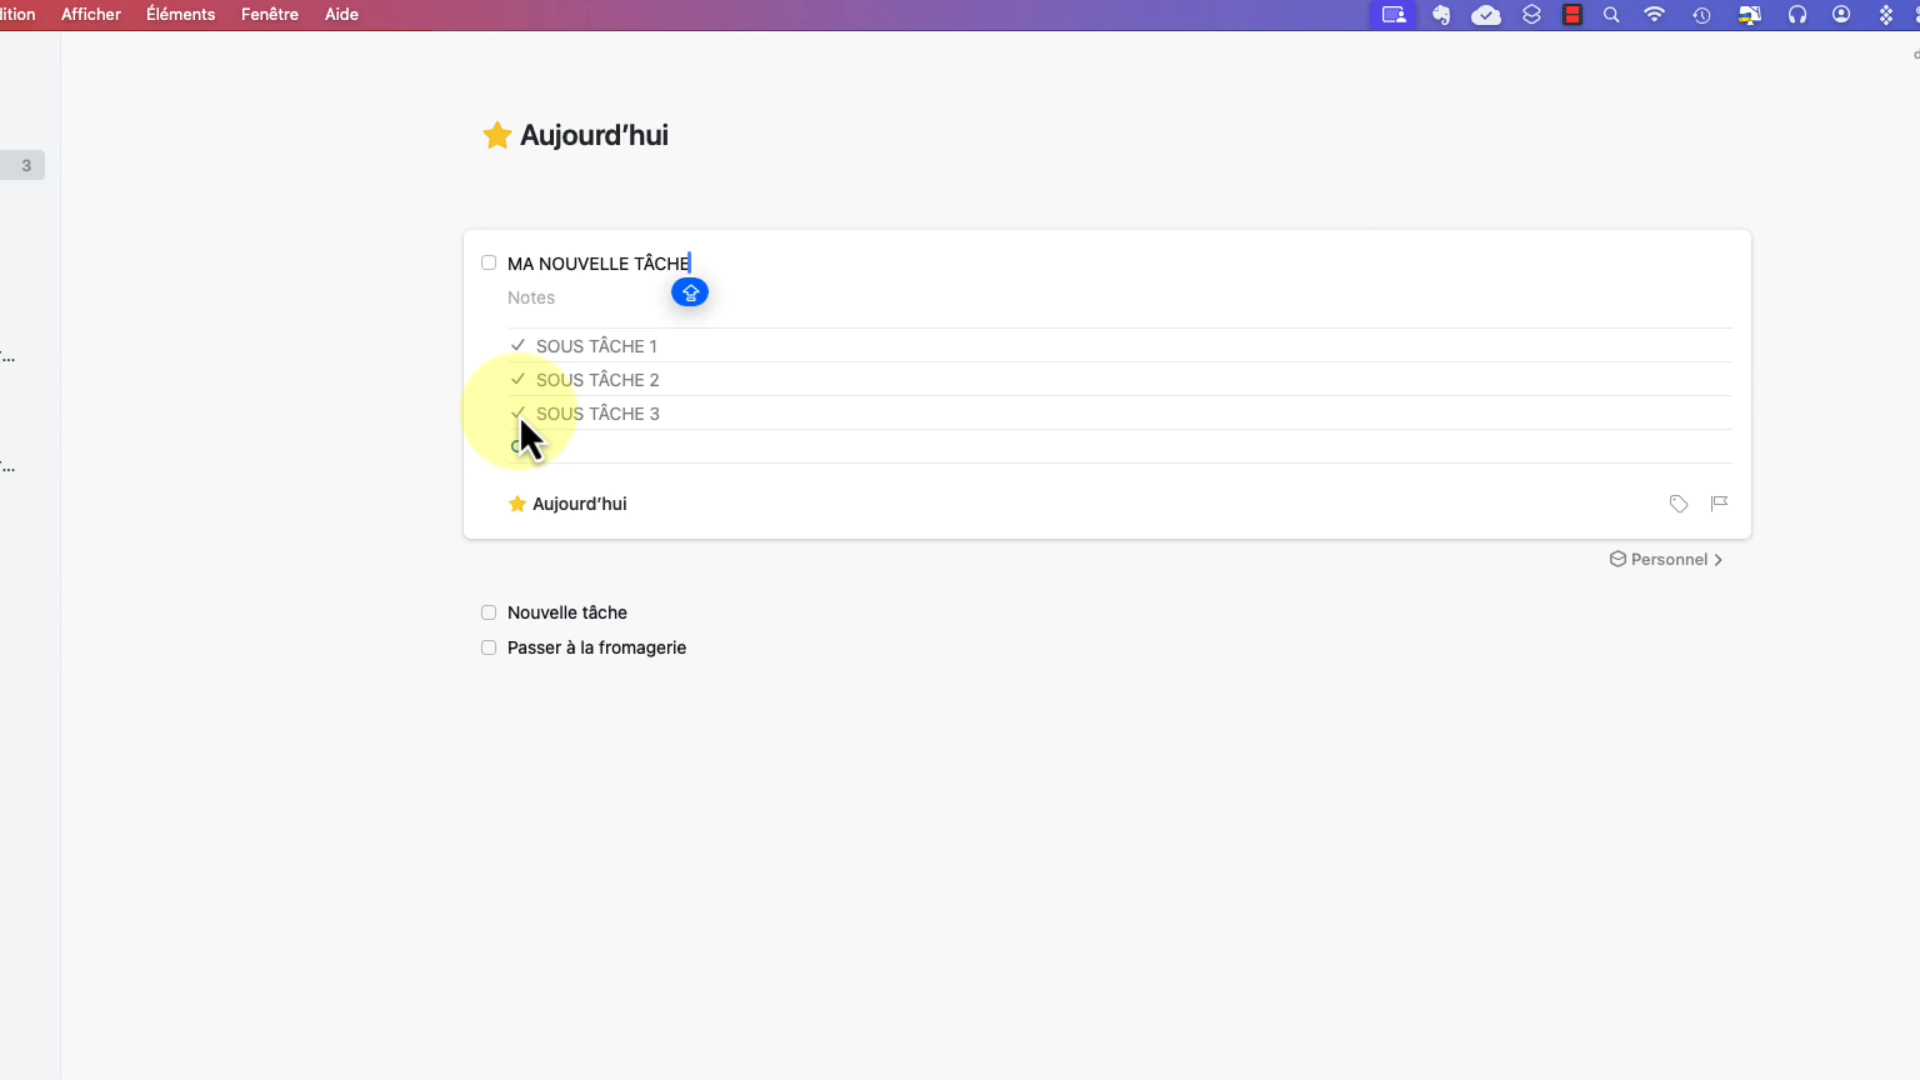 Afficher Éléments Fenêtre Aide
Aujourd'hui
3
MA NOUVELLE TÂCHE
Notes
SOUS TÂCHE 1
SOUS TÂCHE 2
SOUS TÂCHE 3
Aujourd'hui
Personnel
Nouvelle tâche
Passer à la fromagerie